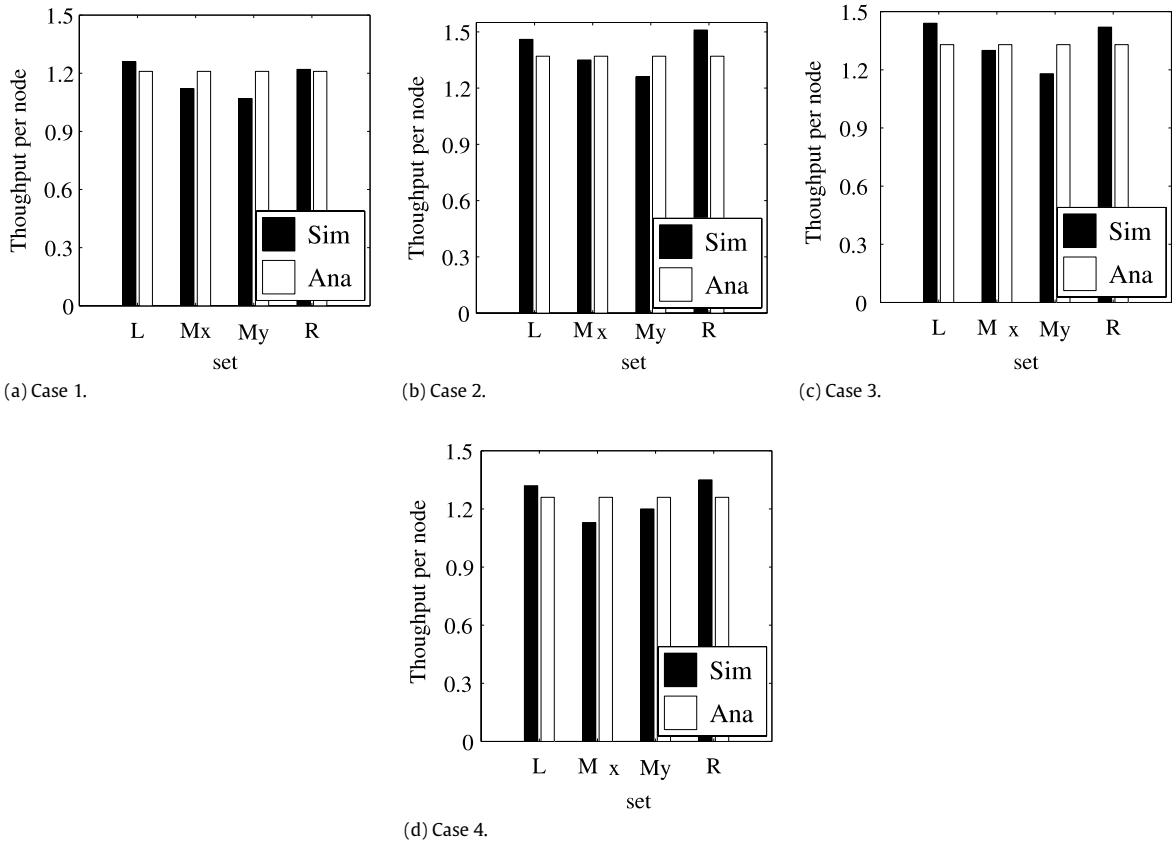 1.5
1.2
0.9
0.6
0.3
0
Thoughput per node
Sim
Ana
L Mx My R
set
(a) Case 1.
1.5
1.2
0.9
0.6
0.3
0
Thoughput per node
Sim
Ana
L M x My R
set
(b) Case 2.
1.5
1.2
0.9
0.6
0.3
0
Thoughput per node
Sim
Ana
L M x My R
set
(c) Case 3.
1.5
1.2
0.9
0.6
0.3
0
Thoughput per node
Sim
Ana
L M x My R
set
(d) Case 4.